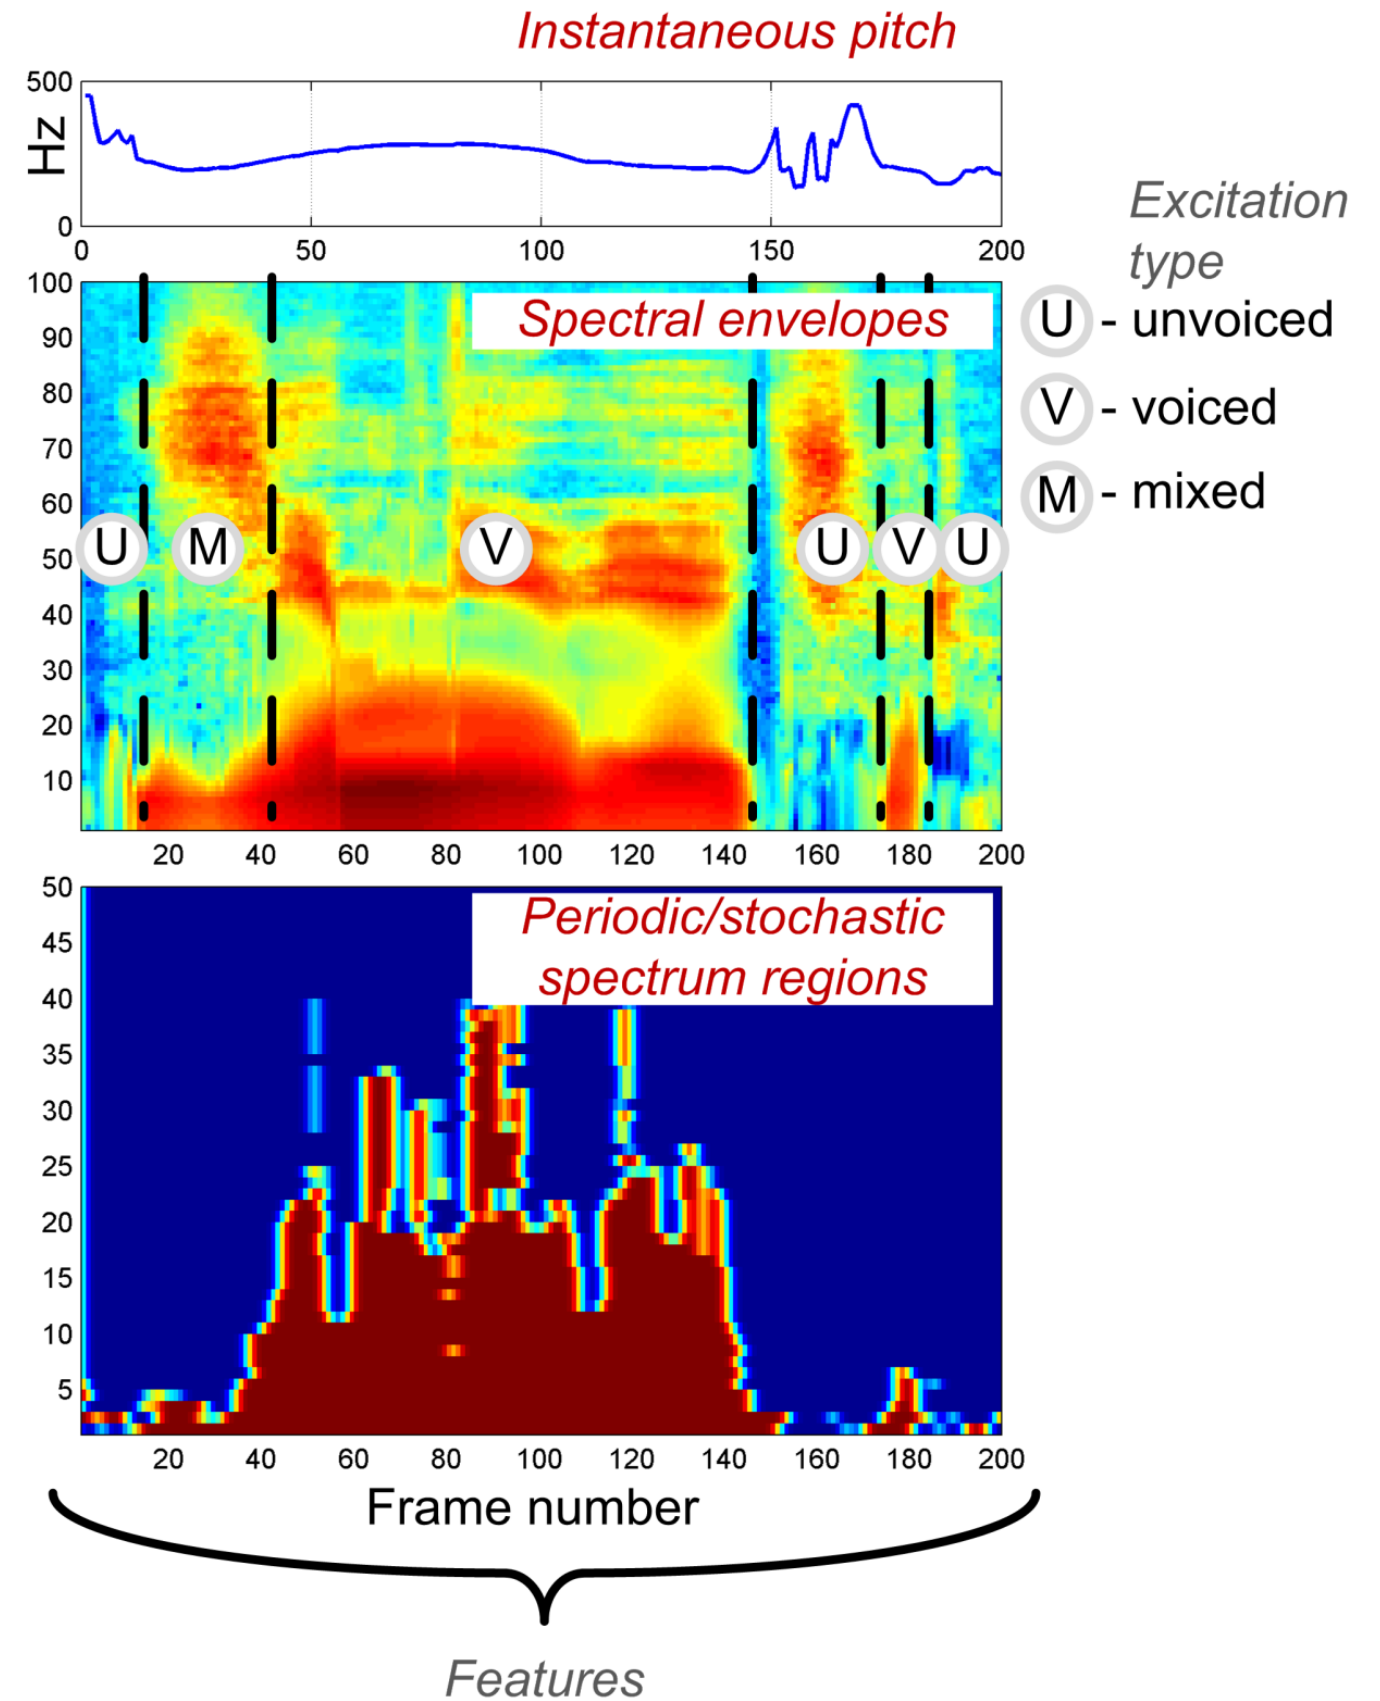 Instantaneous pitch
500
Hz
0
0 50 100 150 200
Excitation
type
U - unvoiced
V - voiced
M - mixed
Spectral envelopes
100
90
80
70
60
50
40
30
20
10
U M V U V U
20 40 60 80 100 120 140 160 180 200
Periodic/stochastic
spectrum regions
50
45
40
35
30
25
20
15
10
5
20 40 60 80 100 120 140 160 180 200
Frame number
Features